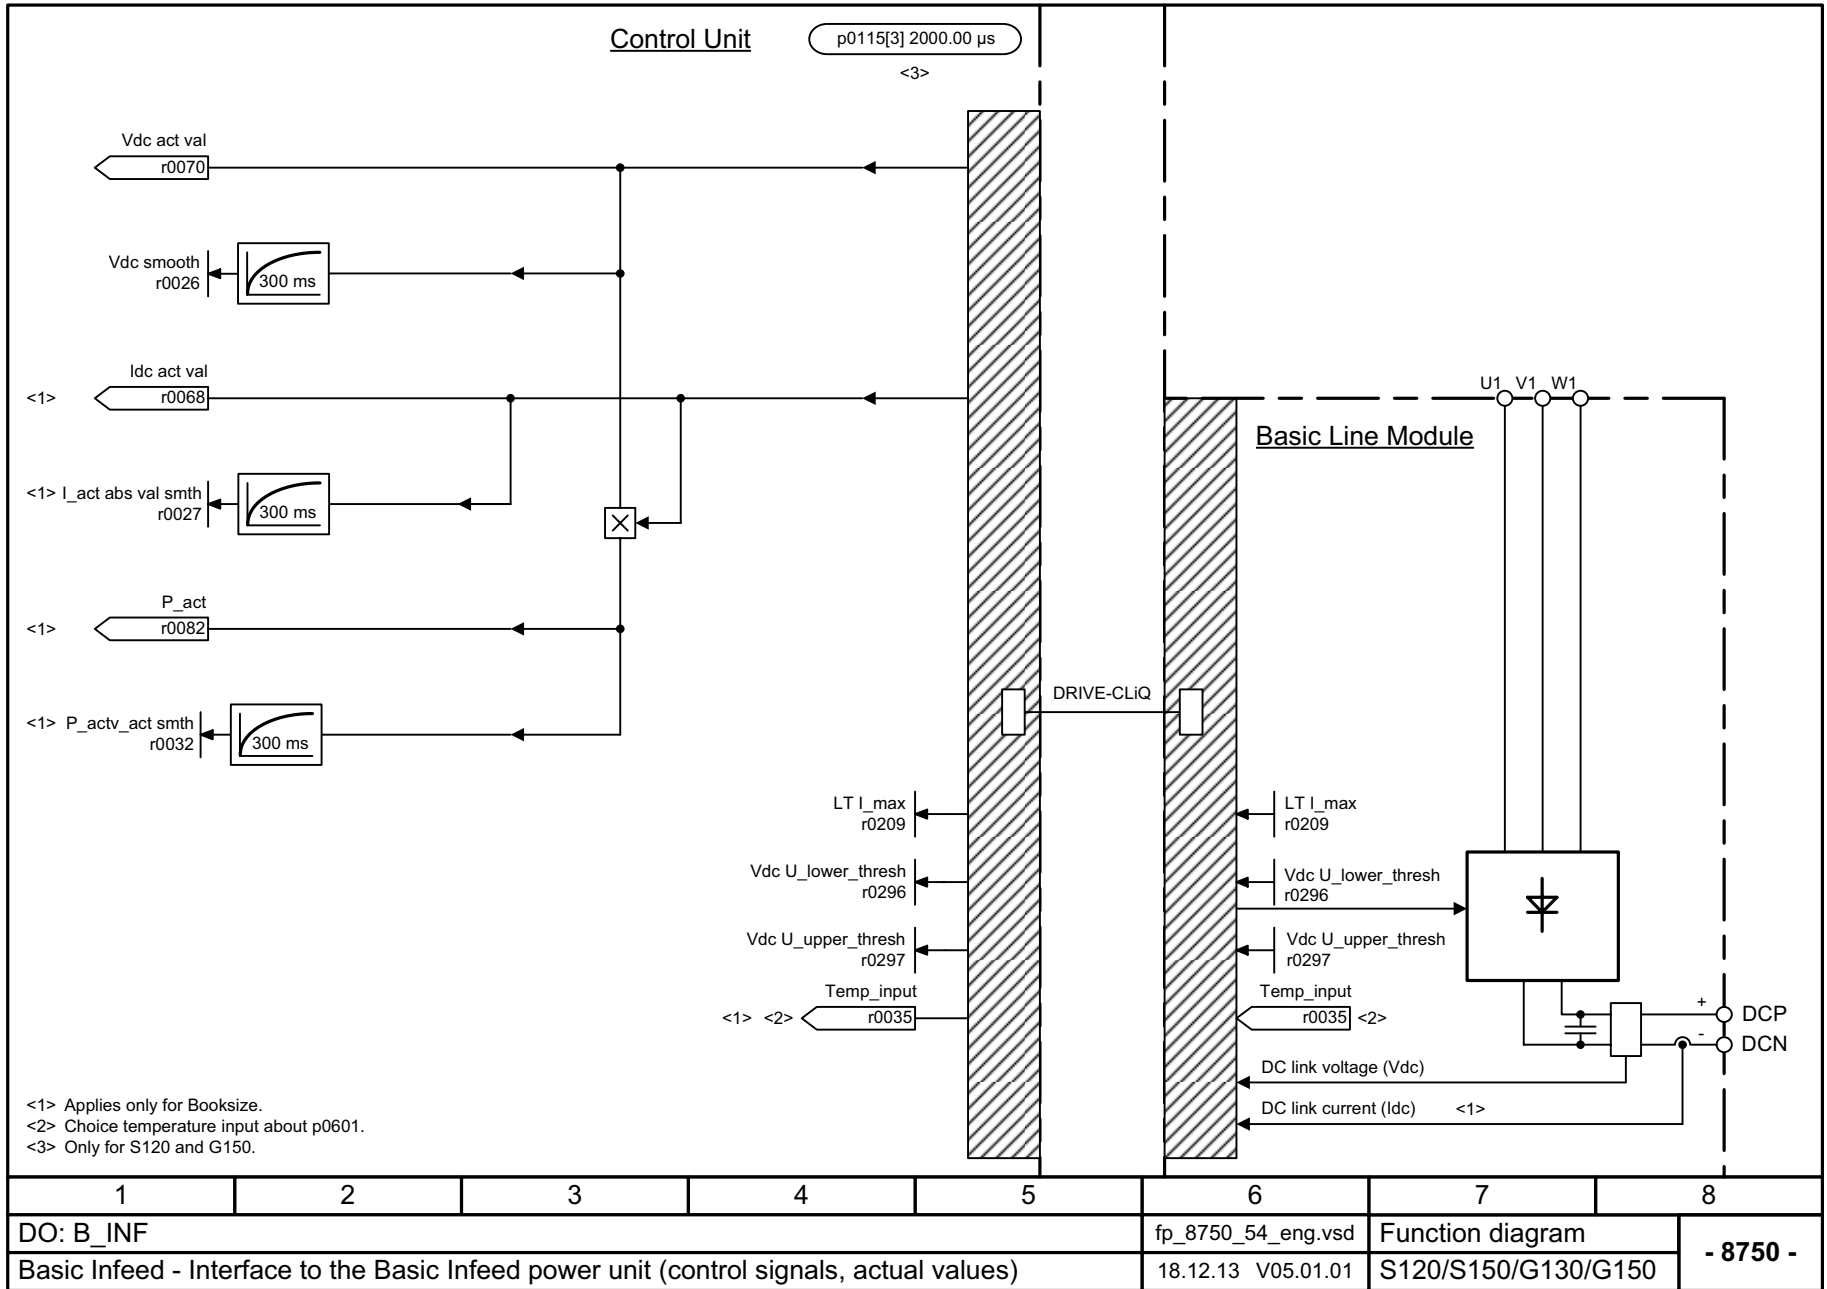 Control Unit
p0115[3] 2000.00 µs
<3>
Vdc act val
r0070
Vdc smooth
r0026
300 ms
Idc act val
<1>
r0068
<1> I_act abs val smth
r0027
300 ms
P_act
<1>
r0082
<1> P_actv_act smth
r0032
300 ms
U1 V1 W1
Basic Line Module
DRIVE-CLiQ
LT I_max
r0209
Vdc U_lower_thresh
r0296
Vdc U_upper_thresh
r0297
Temp_input
<1> <2>
r0035
LT I_max
r0209
Vdc U_lower_thresh
r0296
Vdc U_upper_thresh
r0297
Temp_input
r0035 <2>
+
DCP
-
DCN
DC link voltage (Vdc)
DC link current (Idc) <1>
<1> Applies only for Booksize.
<2> Choice temperature input about p0601.
<3> Only for S120 and G150.
1 2 3 4 5 6 7 8
DO: B_INF
fp_8750_54_eng.vsd
Function diagram
- 8750 -
Basic Infeed - Interface to the Basic Infeed power unit (control signals, actual values)
18.12.13 V05.01.01
S120/S150/G130/G150